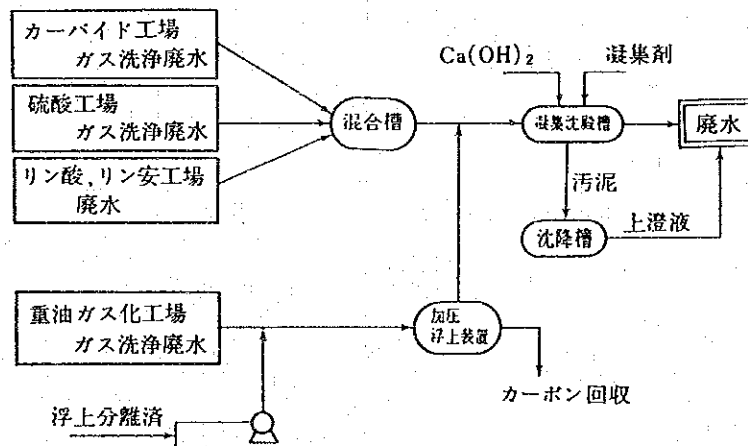 カーバイド工場
ガス洗浄廃水
硫酸工場
ガス洗浄廃水
リン酸,リン安工場
廃水
混合槽
Ca(OH)2
凝集剤
凝集沈殿槽
廃水
汚泥
沈降槽
上澄液
重油ガス化工場
ガス洗浄廃水
加圧
浮上装置
カーボン回収
浮上分離済